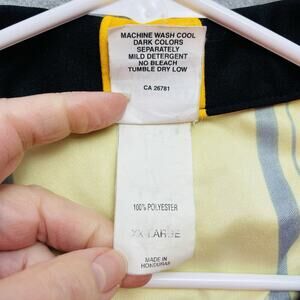 MACHINE WASH COOL
DARK COLORS
SEPARATELY
MILD DETERGENT
NO BLEACH
TUMBLE DRY LOW
CA 26781
100% POLYESTER
XX-LARGE
MADE IN
HONDURAS